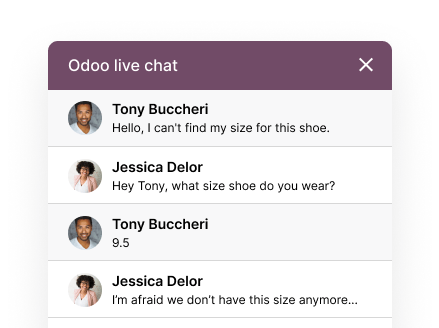 Odoo live chat
Tony Buccheri
Hello, I can't find my size for this shoe.
Jessica Delor
Hey Tony, what size shoe do you wear?
Tony Buccheri
9.5
Jessica Delor
I'm afraid we don't have this size anymore...